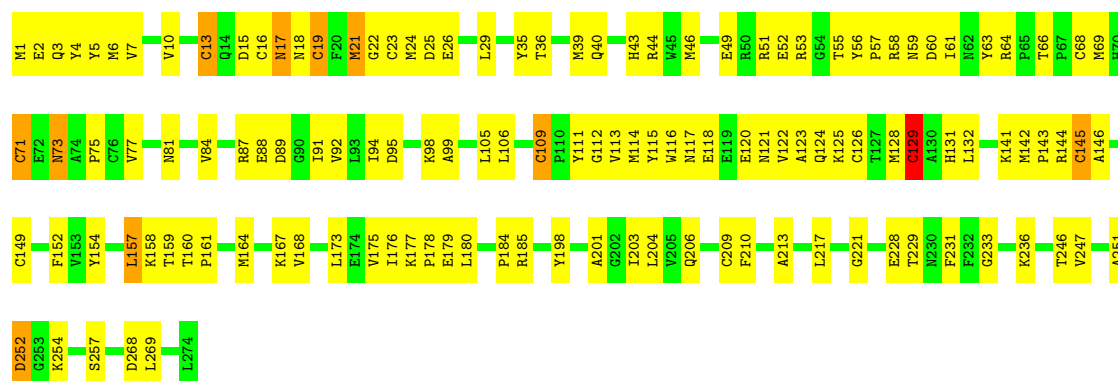 M1 E2 Q3 Y4 Y5 M6 V7 V10 C13 Q14 D15 C16 N17 N18 C19 F20 M21 G22 C23 M24 D25 E26 L29 Y35 T36 M39 Q40 H43 R44 W45 M46 E49 R50 R51 E52 R53 G54 T55 Y56 P57 R58 N59 D60 I61 N62 Y63 R64 P65 T66 P67 C68 M69 H70
C71 E72 N73 A74 P75 C76 V77 N81 V84 R87 E88 D89 G90 I91 V92 L93 I94 D95 K98 A99 L105 L106 C109 P110 Y111 G112 V113 M114 Y115 W116 N117 E118 E119 E120 N121 V122 A123 Q124 K125 C126 T127 M128 C129 A130 H131 L132 K141 M142 P143 R144 C145 A146
C149 F152 V153 Y154 L157 K158 T159 T160 P161 M164 K167 V168 L173 E174 V175 I176 K177 P178 E179 L180 P184 R185 Y198 A201 G202 I203 L204 V205 Q206 C209 F210 A213 L217 G221 E228 T229 N230 F231 F232 G233 K236 T246 V247 A251
D252 G253 K254 S257 D268 L269 L274